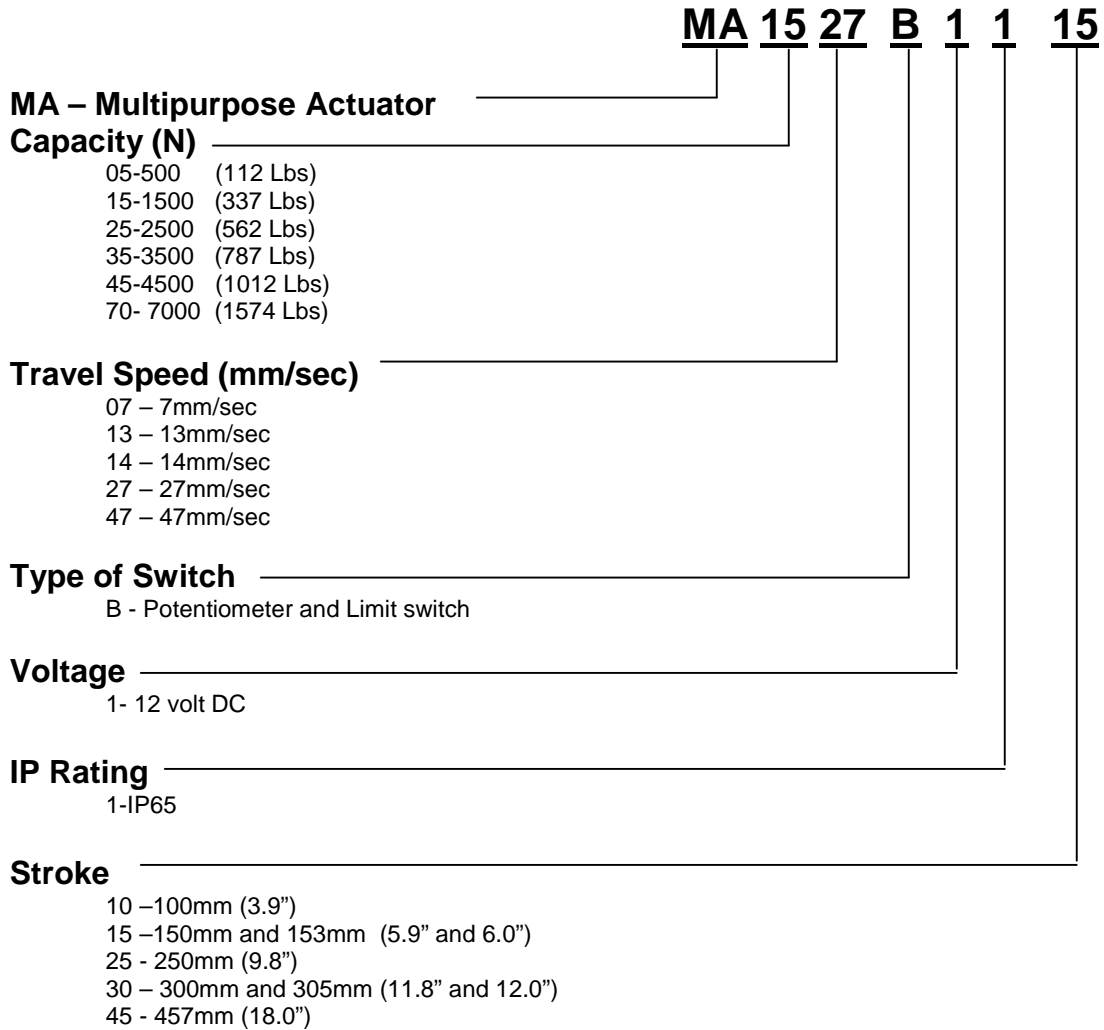 MA 15 27 B 1 1 15
MA – Multipurpose Actuator
Capacity (N)
05-500 (112 Lbs)
15-1500 (337 Lbs)
25-2500 (562 Lbs)
35-3500 (787 Lbs)
45-4500 (1012 Lbs)
70- 7000 (1574 Lbs)
Travel Speed (mm/sec)
07 – 7mm/sec
13 – 13mm/sec
14 – 14mm/sec
27 – 27mm/sec
47 – 47mm/sec
Type of Switch
B - Potentiometer and Limit switch
Voltage
1- 12 volt DC
IP Rating
1-IP65
Stroke
10 –100mm (3.9”)
15 –150mm and 153mm (5.9” and 6.0”)
25 - 250mm (9.8”)
30 – 300mm and 305mm (11.8” and 12.0”)
45 - 457mm (18.0”)